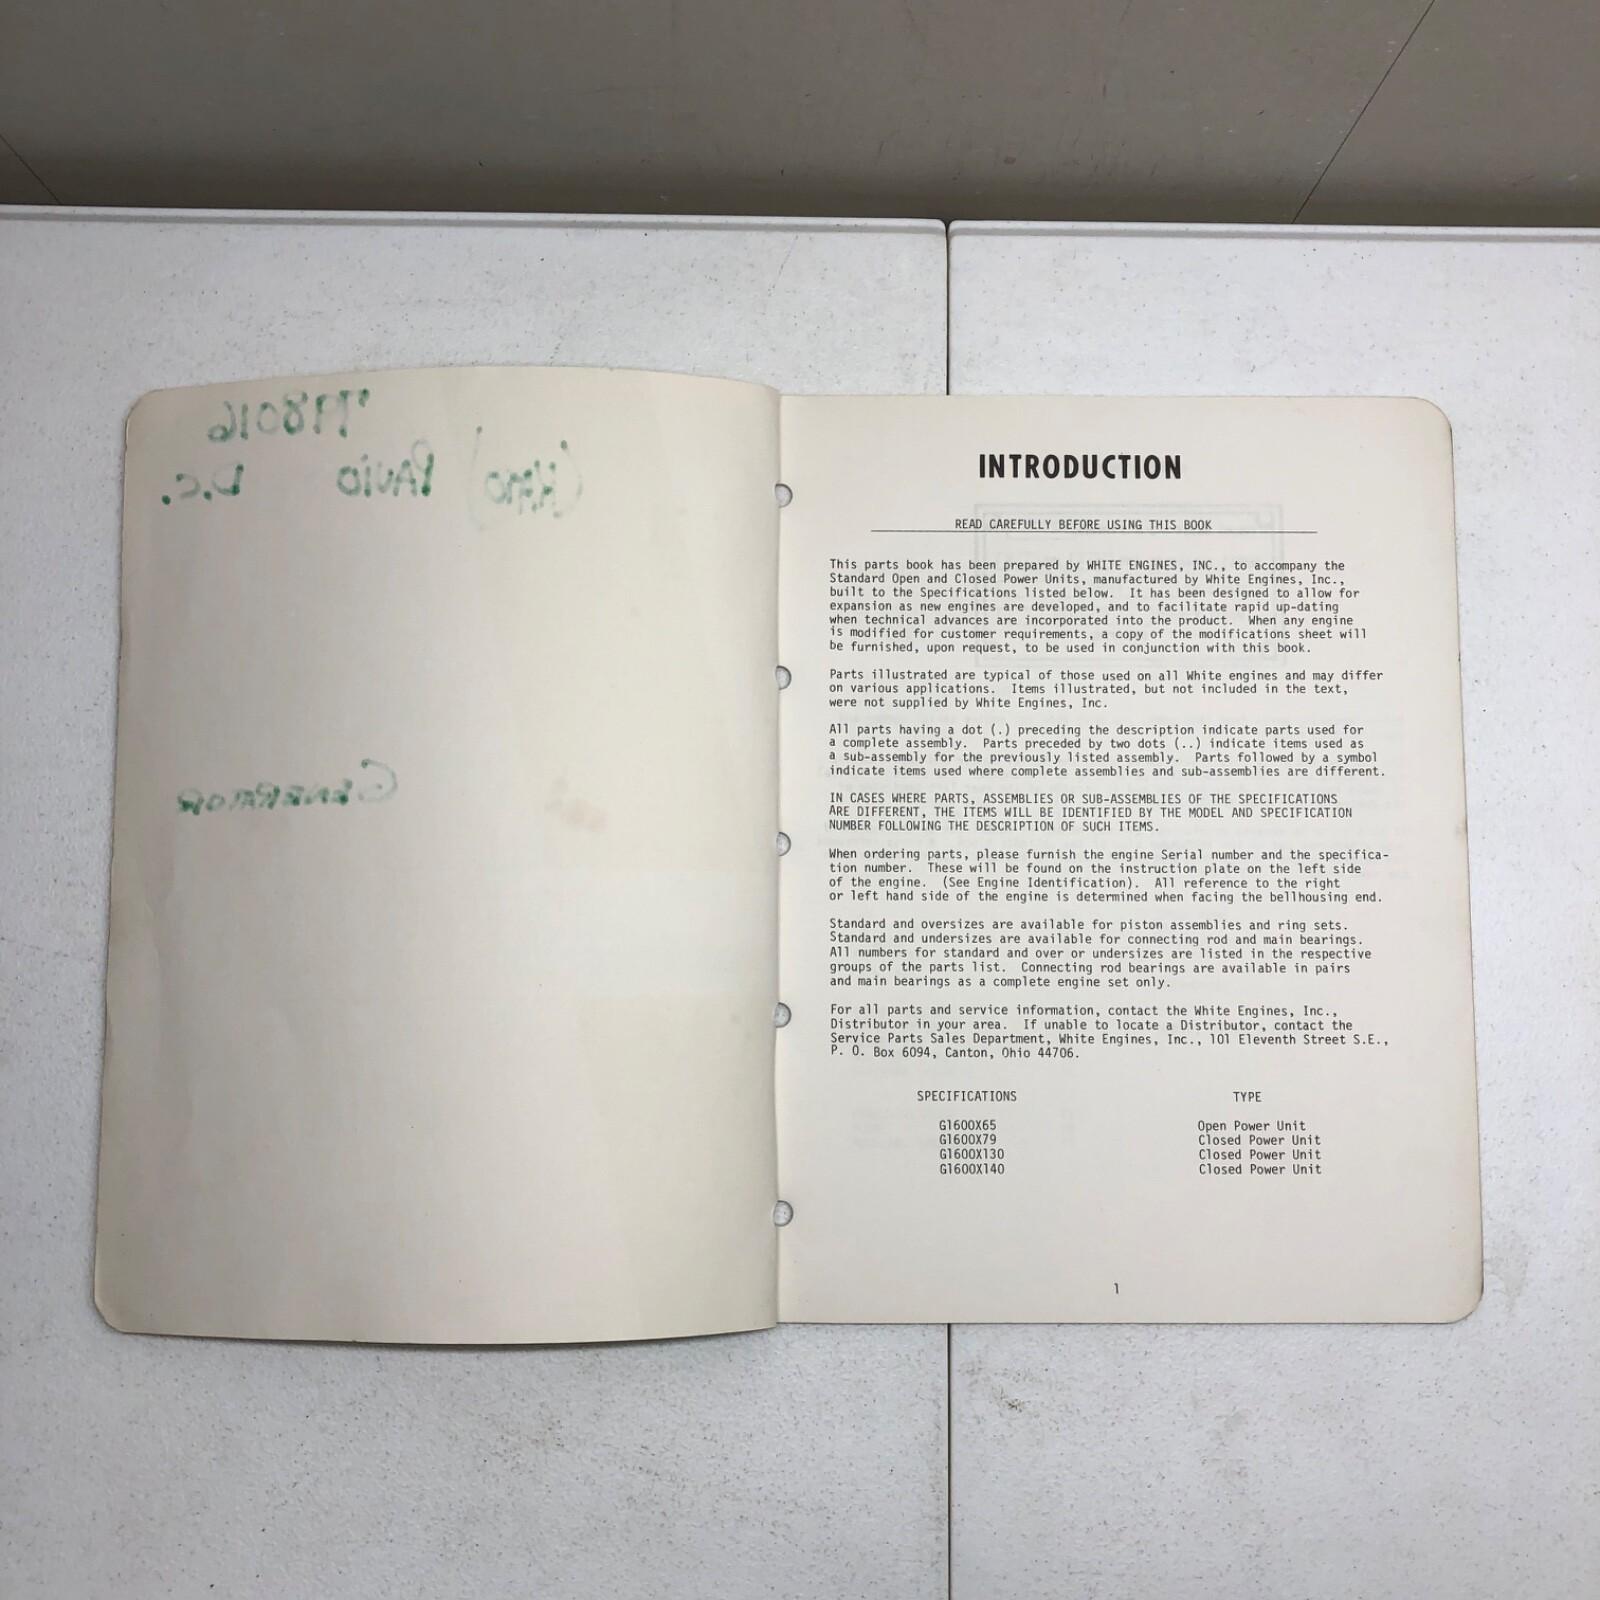 D.C.
GENERATOR
INTRODUCTION
READ CAREFULLY BEFORE USING THIS BOOK
This parts book has been prepared by WHITE ENGINES, INC., to accompany the
Standard Open and Closed Power Units, manufactured by White Engines, Inc.,
built to the Specifications listed below. It has been designed to allow for
expansion as new engines are developed, and to facilitate rapid up-dating
when technical advances are incorporated into the product. When any engine
is modified for customer requirements, a copy of the modifications sheet will
be furnished, upon request, to be used in conjunction with this book.
Parts illustrated are typical of those used on all White engines and may differ
on various applications. Items illustrated, but not included in the text,
were not supplied by White Engines, Inc.
All parts having a dot (.) preceding the description indicate parts used for
a complete assembly. Parts preceded by two dots (..) indicate items used as
a sub-assembly for the previously listed assembly. Parts followed by a symbol
indicate items used where complete assemblies and sub-assemblies are different.
IN CASES WHERE PARTS, ASSEMBLIES OR SUB-ASSEMBLIES OF THE SPECIFICATIONS
ARE DIFFERENT, THE ITEMS WILL BE IDENTIFIED BY THE MODEL AND SPECIFICATION
NUMBER FOLLOWING THE DESCRIPTION OF SUCH ITEMS.
When ordering parts, please furnish the engine Serial number and the specifica-
tion number. These will be found on the instruction plate on the left side
of the engine. (See Engine Identification). All reference to the right
or left hand side of the engine is determined when facing the bellhousing end.
Standard and oversizes are available for piston assemblies and ring sets.
Standard and undersizes are available for connecting rod and main bearings.
All numbers for standard and over or undersizes are listed in the respective
groups of the parts list. Connecting rod bearings are available in pairs
and main bearings as a complete engine set only.
For all parts and service information, contact the White Engines, Inc.,
Distributor in your area. If unable to locate a Distributor, contact the
Service Parts Sales Department, White Engines, Inc., 101 Eleventh Street S.E.,
P. O. Box 6094, Canton, Ohio 44706.
SPECIFICATIONS TYPE
G1600X65 Open Power Unit
G1600X79 Closed Power Unit
G1600X130 Closed Power Unit
G1600X140 Closed Power Unit
1